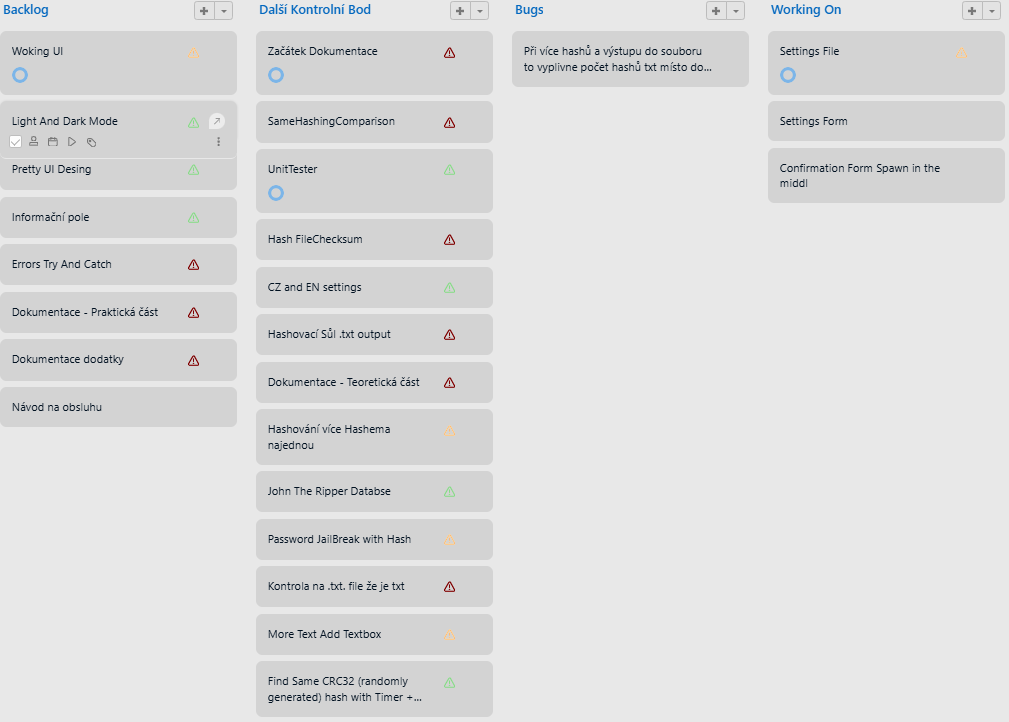 Backlog
Woking UI
Light And Dark Mode
Pretty UI Desing
Informační pole
Errors Try And Catch
Dokumentace - Praktická část
Dokumentace dodatky
Návod na obsluhu
Další Kontrolní Bod
Začátek Dokumentace
SameHashingComparison
UnitTester
Hash FileChecksum
CZ and EN settings
Hashovací Sůl .txt output
Dokumentace - Teoretická část
Hashování více Hashema
najednou
John The Ripper Databse
Password JailBreak with Hash
Kontrola na .txt. file že je txt
More Text Add Textbox
Find Same CRC32 (randomly
generated) hash with Timer +...
Bugs
Při více hashů a výstupu do souboru
to vyplivne počet hashů txt místo do...
Working On
Settings File
Settings Form
Confirmation Form Spawn in the
middl